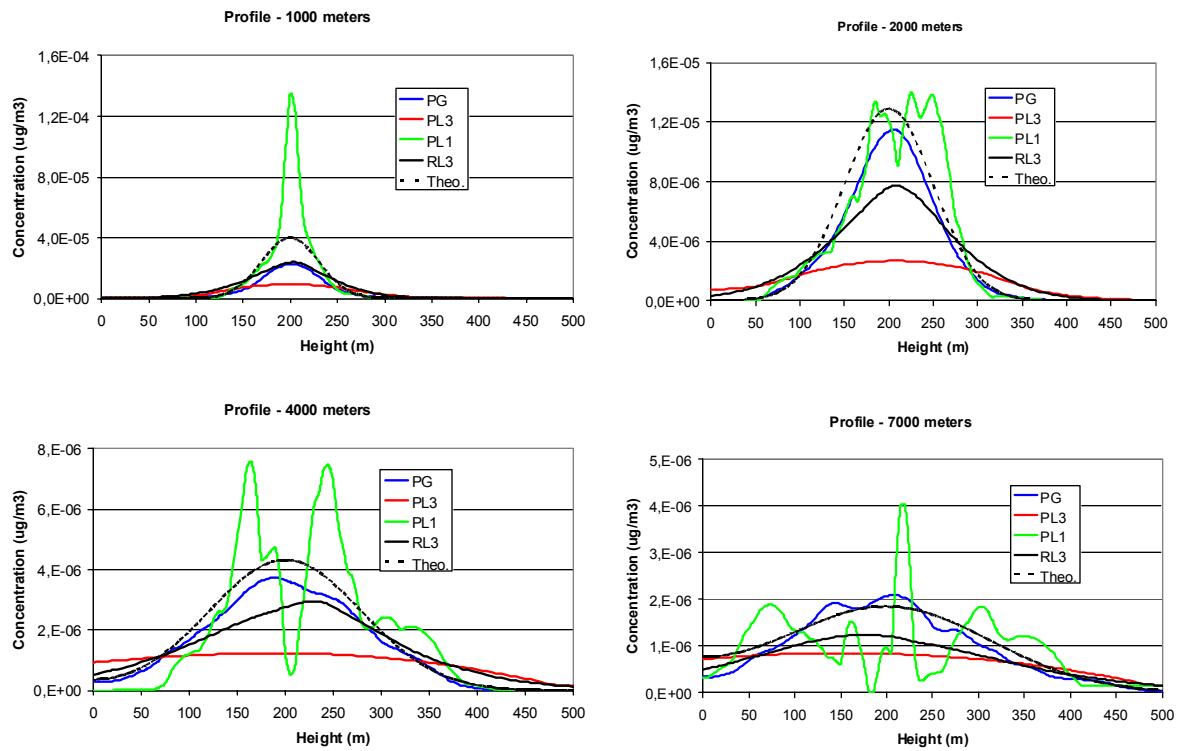 Profile - 1000 meters
Concentration (ug/m3)
1,6E-04
1,2E-04
8,0E-05
4,0E-05
0,0E+00
PG
PL3
PL1
RL3
Theo.
0 50 100 150 200 250 300 350 400 450 500
Height (m)
Profile - 2000 meters
Concentration (ug/m3)
1,6E-05
1,2E-05
8,0E-06
4,0E-06
0,0E+00
PG
PL3
PL1
RL3
Theo.
0 50 100 150 200 250 300 350 400 450 500
Height (m)
Profile - 4000 meters
Concentration (ug/m3)
8,E-06
6,E-06
4,E-06
2,E-06
0,E+00
PG
PL3
PL1
RL3
Theo.
0 50 100 150 200 250 300 350 400 450 500
Height (m)
Profile - 7000 meters
Concentration (ug/m3)
5,E-06
4,E-06
3,E-06
2,E-06
1,E-06
0,E+00
PG
PL3
PL1
RL3
Theo.
0 50 100 150 200 250 300 350 400 450 500
Height (m)